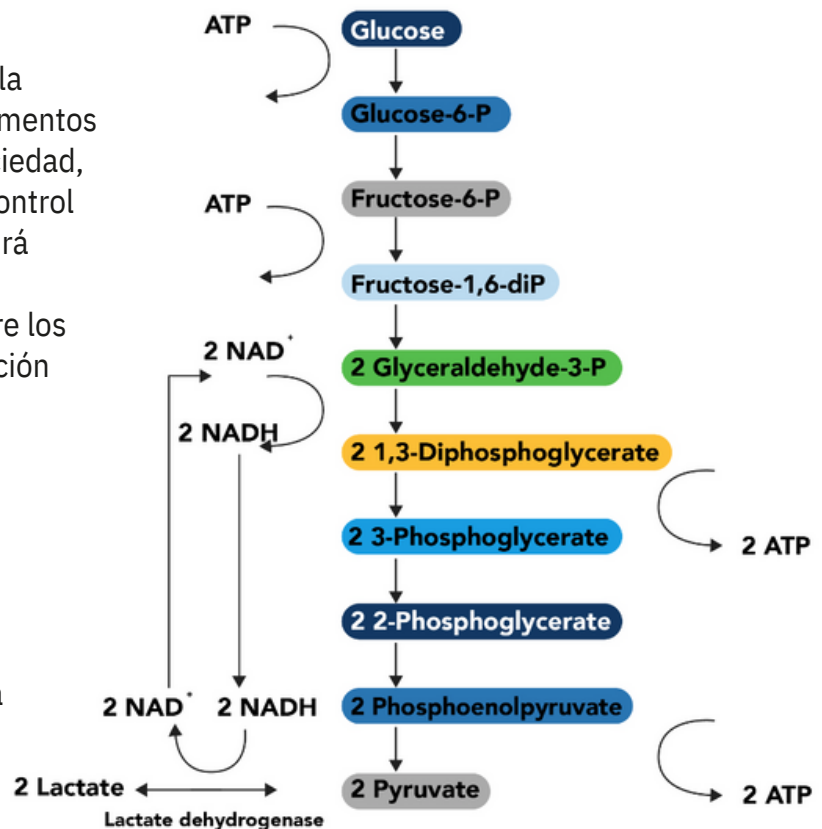 la
mentos
iedad,
ontrol
rá
re los
ción
ATP
Glucose
Glucose-6-P
ATP
Fructose-6-P
Fructose-1,6-diP
2 NAD+
2 Glyceraldehyde-3-P
2 NADH
2 1,3-Diphosphoglycerate
2 3-Phosphoglycerate
2 ATP
2 2-Phosphoglycerate
2 NAD+
2 NADH
2 Phosphoenolpyruvate
2 Lactate
2 Pyruvate
2 ATP
Lactate dehydrogenase